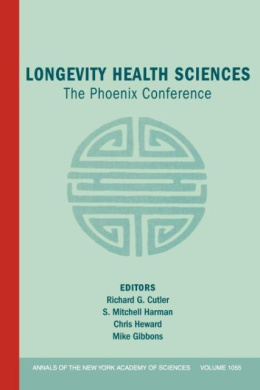 LONGEVITY HEALTH SCIENCES
The Phoenix Conference
EDITORS
Richard G. Cutler
S. Mitchell Harman
Chris Heward
Mike Gibbons
ANNALS OF THE NEW YORK ACADEMY OF SCIENCES VOLUME 1055